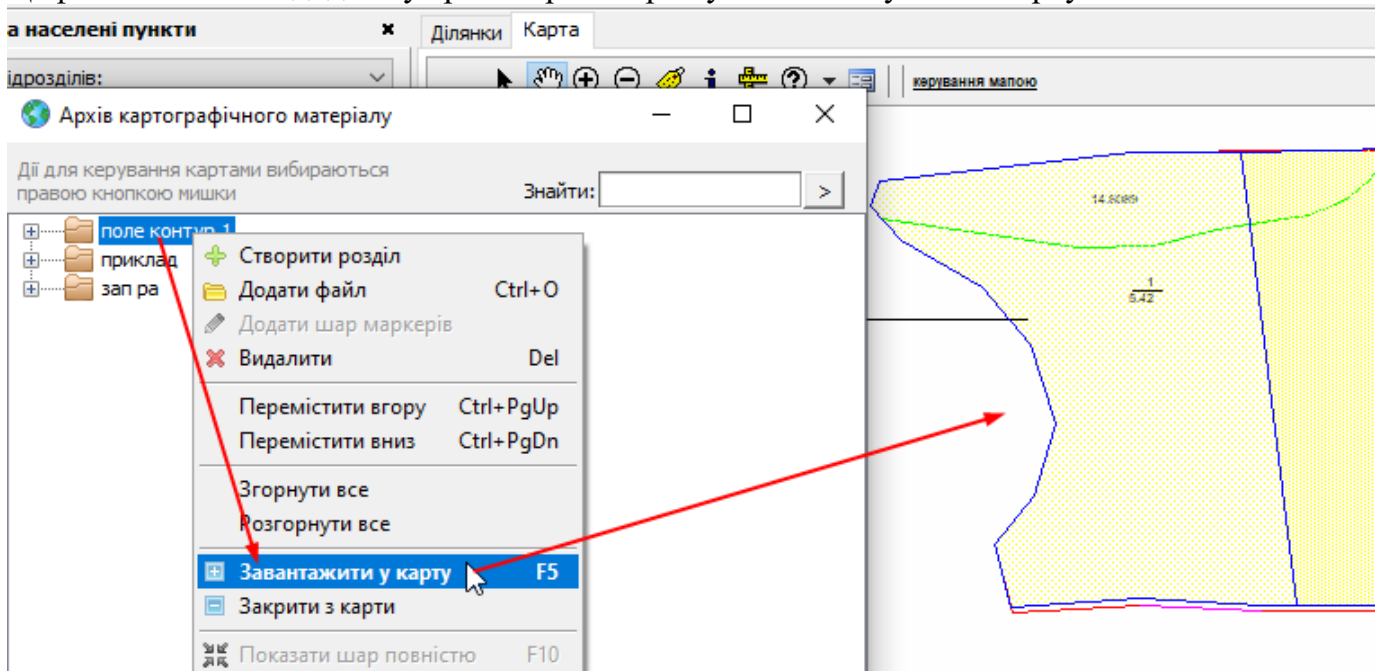 а населені пункти
Ділянки Карта
ідрозділів:
керування мапою
Архів картографічного матеріалу
Дії для керування картами вибираються
правою кнопкою мишки
Знайти: >
поле контур 1
приклад
зап ра
Створити розділ
Додати файл Ctrl+O
Додати шар маркерів
Видалити Del
Перемістити вгору Ctrl+PgUp
Перемістити вниз Ctrl+PgDn
Згорнути все
Розгорнути все
Завантажити у карту F5
Закрити з карти
Показати шар повністю F10
14.8089
1
5.42